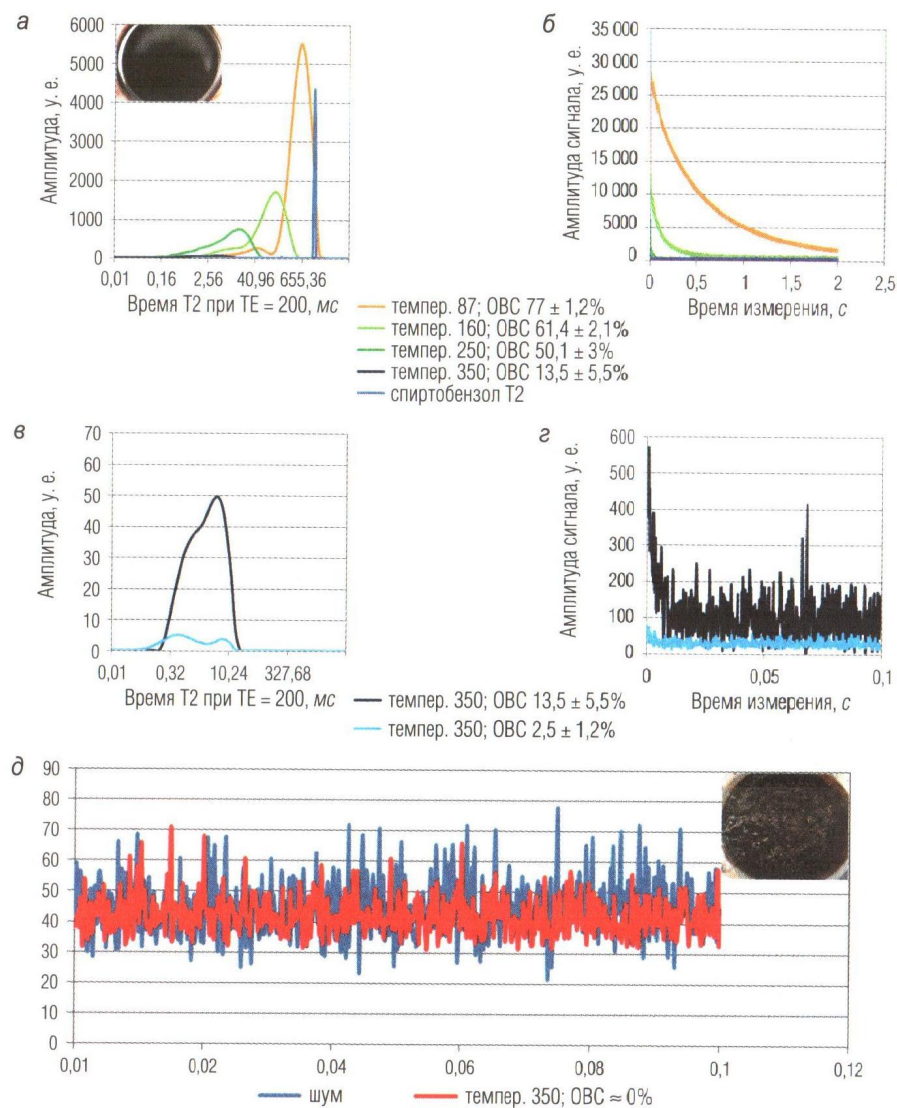 а
6000
5000
4000
3000
2000
1000
0
Амплитуда, у. е.
0,01 0,16 2,56 40,96 655,36
Время Т2 при ТЕ = 200, мс
б
35 000
30 000
25 000
20 000
15 000
10 000
5000
0
Амплитуда сигнала, у. е.
0 0,5 1 1,5 2 2,5
Время измерения, с
темпер. 87; ОВС 77 ± 1,2%
темпер. 160; ОВС 61,4 ± 2,1%
темпер. 250; ОВС 50,1 ± 3%
темпер. 350; ОВС 13,5 ± 5,5%
спиртобензол Т2
в
70
60
50
40
30
20
10
0
Амплитуда, у. е.
0,01 0,32 10,24 327,68
Время Т2 при ТЕ = 200, мс
г
600
500
400
300
200
100
0
Амплитуда сигнала, у. е.
0 0,05 0,1
Время измерения, с
темпер. 350; ОВС 13,5 ± 5,5%
темпер. 350; ОВС 2,5 ± 1,2%
д
90
80
70
60
50
40
30
20
10
0
0,01 0,02 0,04 0,06 0,08 0,1 0,12
шум темпер. 350; ОВС ≈ 0%